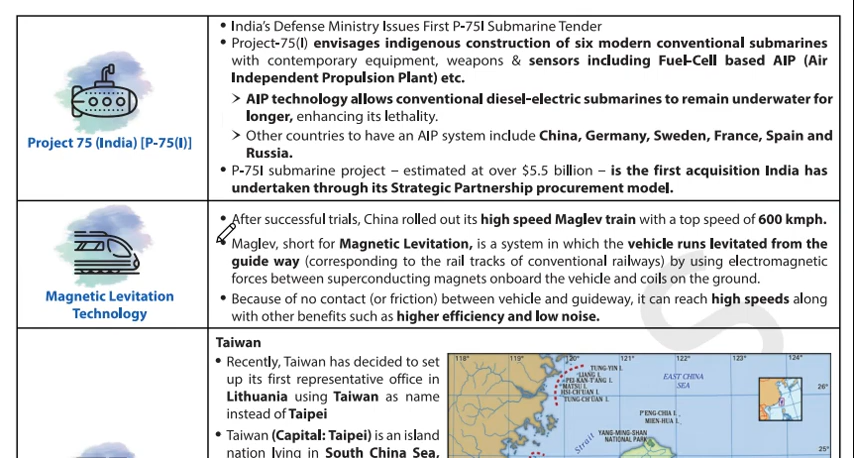 • India's Defense Ministry Issues First P-75I Submarine Tender
• Project-75(I) envisages indigenous construction of six modern conventional submarines
with contemporary equipment, weapons & sensors including Fuel-Cell based AIP (Air
Independent Propulsion Plant) etc.
➢ AIP technology allows conventional diesel-electric submarines to remain underwater for
longer, enhancing its lethality.
➢ Other countries to have an AIP system include China, Germany, Sweden, France, Spain and
Russia.
• P-75I submarine project – estimated at over $5.5 billion – is the first acquisition India has
undertaken through its Strategic Partnership procurement model.
Project 75 (India) [P-75(I)]
• After successful trials, China rolled out its high speed Maglev train with a top speed of 600 kmph.
Maglev, short for Magnetic Levitation, is a system in which the vehicle runs levitated from the
guide way (corresponding to the rail tracks of conventional railways) by using electromagnetic
forces between superconducting magnets onboard the vehicle and coils on the ground.
• Because of no contact (or friction) between vehicle and guideway, it can reach high speeds along
with other benefits such as higher efficiency and low noise.
Magnetic Levitation
Technology
Taiwan
• Recently, Taiwan has decided to set
up its first representative office in
Lithuania using Taiwan as name
instead of Taipei
• Taiwan (Capital: Taipei) is an island
nation lying in South China Sea,
118° 119° 120° 121° 122° 123° 124°
TUNG-YIN I.
LIANG I.
PEI-KAN-T'ANG I.
MATSU I.
HSI-CH'UAN I.
TUNG CH'UAN I.
EAST CHINA
SEA
26°
P'ENG CHIA I.
MIEN-HUA I.
YANG-MING-SHAN
NATIONAL PARK
Strait
25°
S